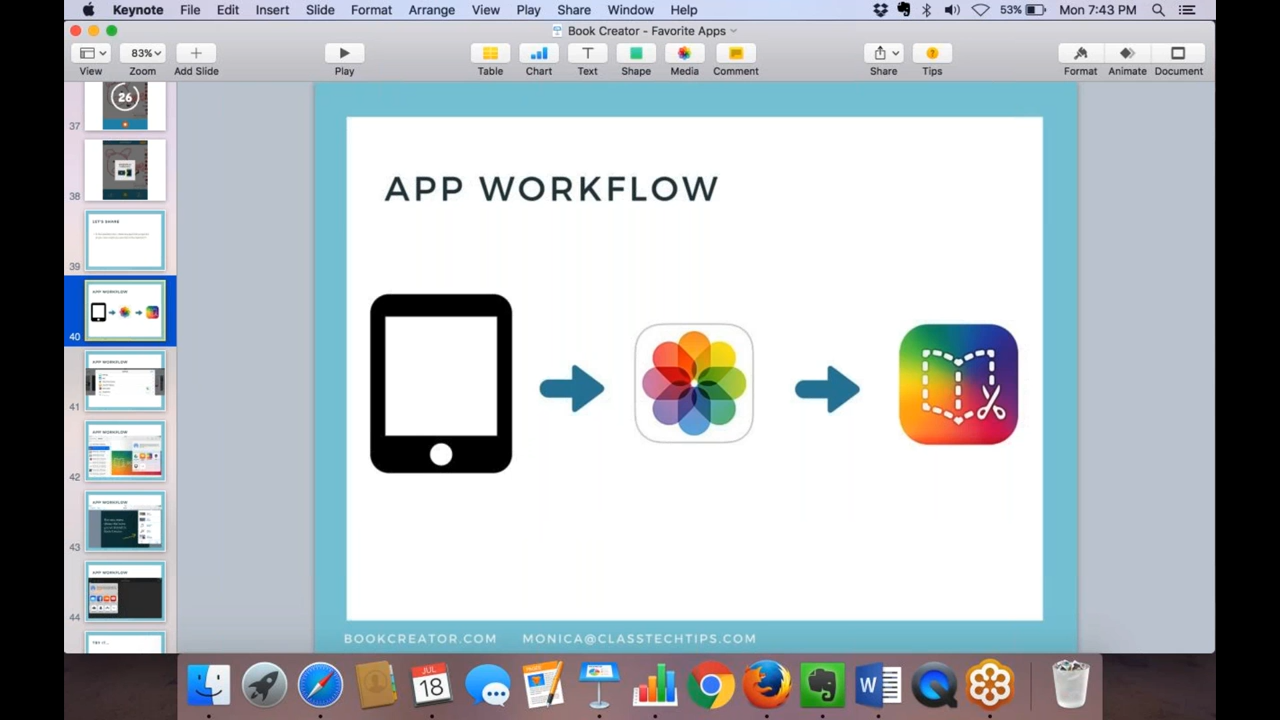 Keynote File Edit Insert Slide Format Arrange View Play Share Window Help 53% Mon 7:43 PM
Book Creator - Favorite Apps
83%
View Zoom Add Slide Play Table Chart Text Shape Media Comment Share Tips Format Animate Document
26
37
38
LET'S SHARE
39
APP WORKFLOW
40
APP WORKFLOW
41
APP WORKFLOW
42
APP WORKFLOW
43
APP WORKFLOW
44
TRY IT...
APP WORKFLOW
BOOKCREATOR.COM MONICA@CLASSTECHTIPS.COM
JUL
18